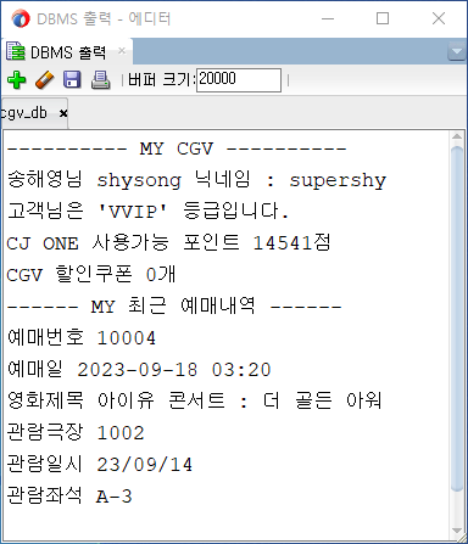 DBMS 출력 - 에디터
DBMS 출력 ×
버퍼 크기: 20000
cgv_db ×
---------- MY CGV ----------
송해영님 shysong 닉네임 : supershy
고객님은 'VVIP' 등급입니다.
CJ ONE 사용가능 포인트 14541점
CGV 할인쿠폰 0개
------ MY 최근 예매내역 ------
예매번호 10004
예매일 2023-09-18 03:20
영화제목 아이유 콘서트 : 더 골든 아워
관람극장 1002
관람일시 23/09/14
관람좌석 A-3